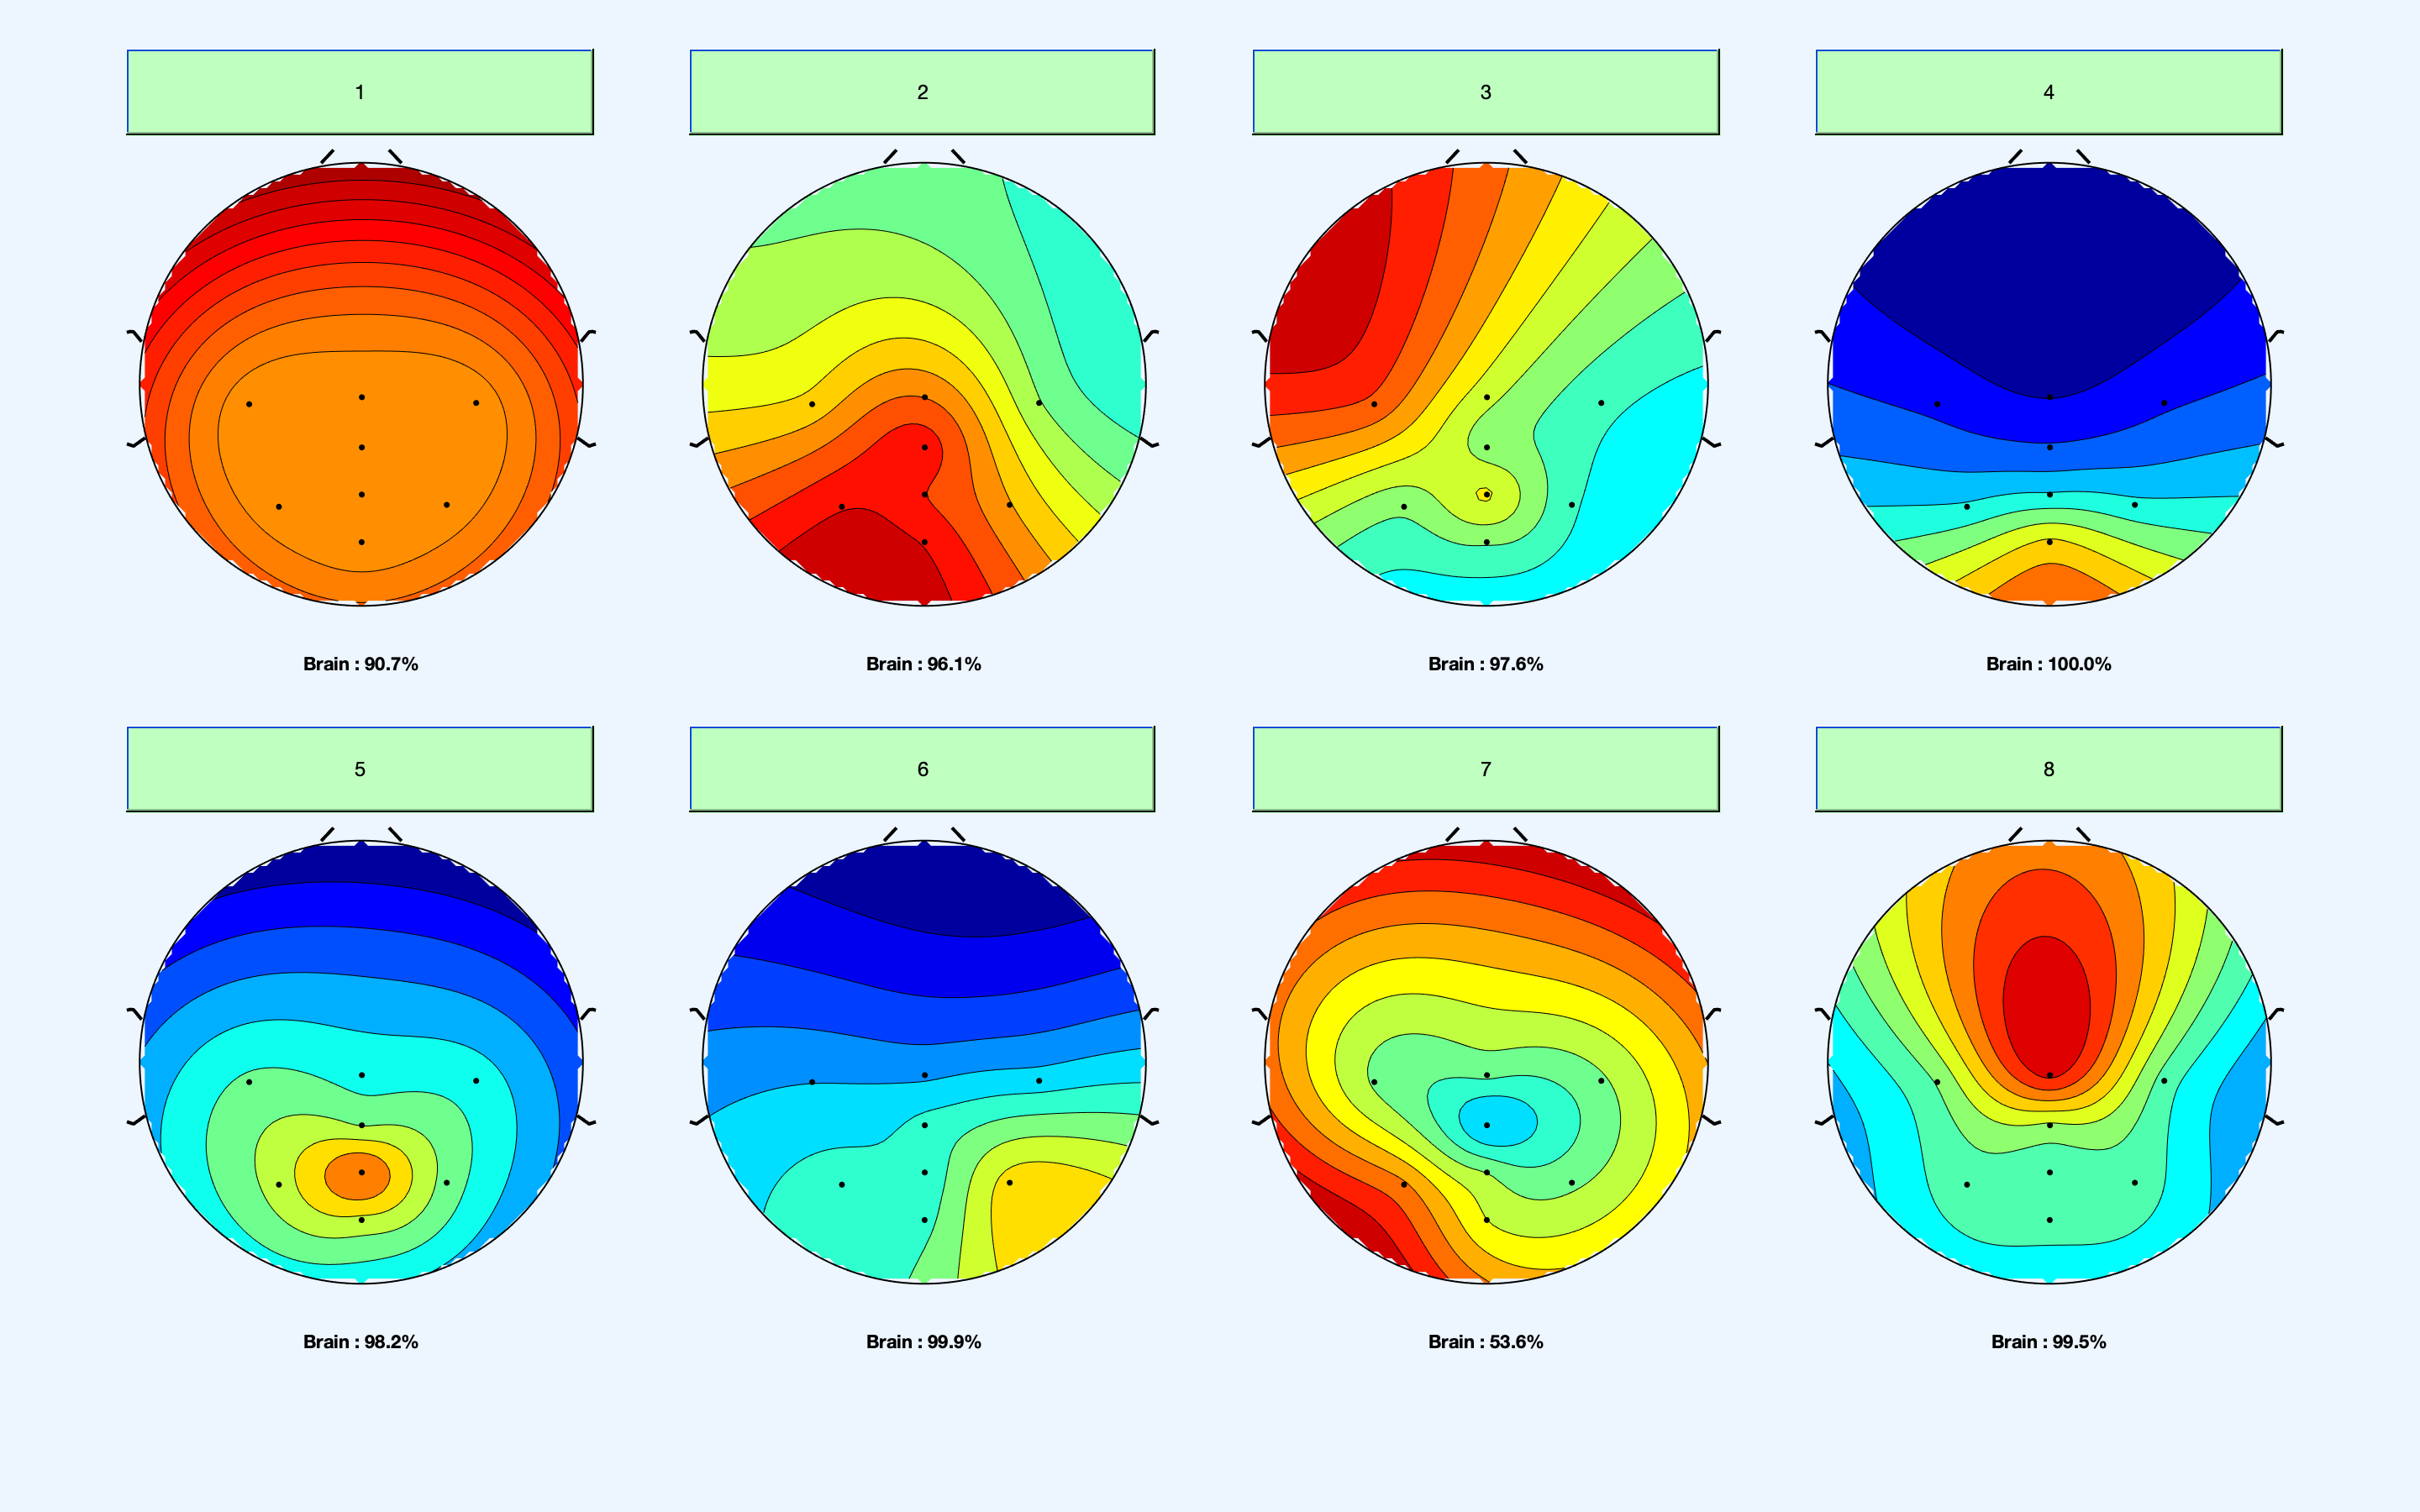 1
2
3
4
Brain : 90.7%
Brain : 96.1%
Brain : 97.6%
Brain : 100.0%
5
6
7
8
Brain : 98.2%
Brain : 99.9%
Brain : 53.6%
Brain : 99.5%